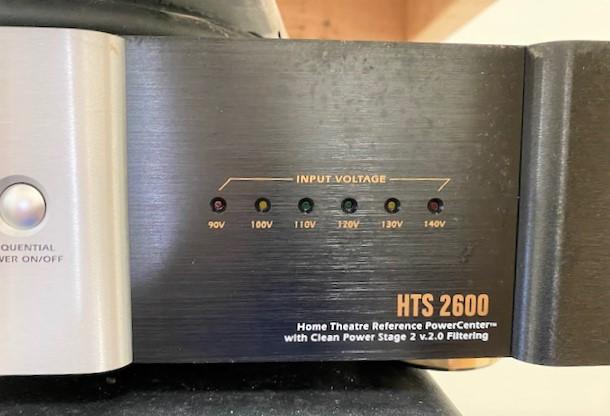 INPUT VOLTAGE
90V 100V 110V 120V 130V 140V
QUENTIAL
WER ON/OFF
HTS 2600
Home Theatre Reference PowerCenter™
with Clean Power Stage 2 v.2.0 Filtering